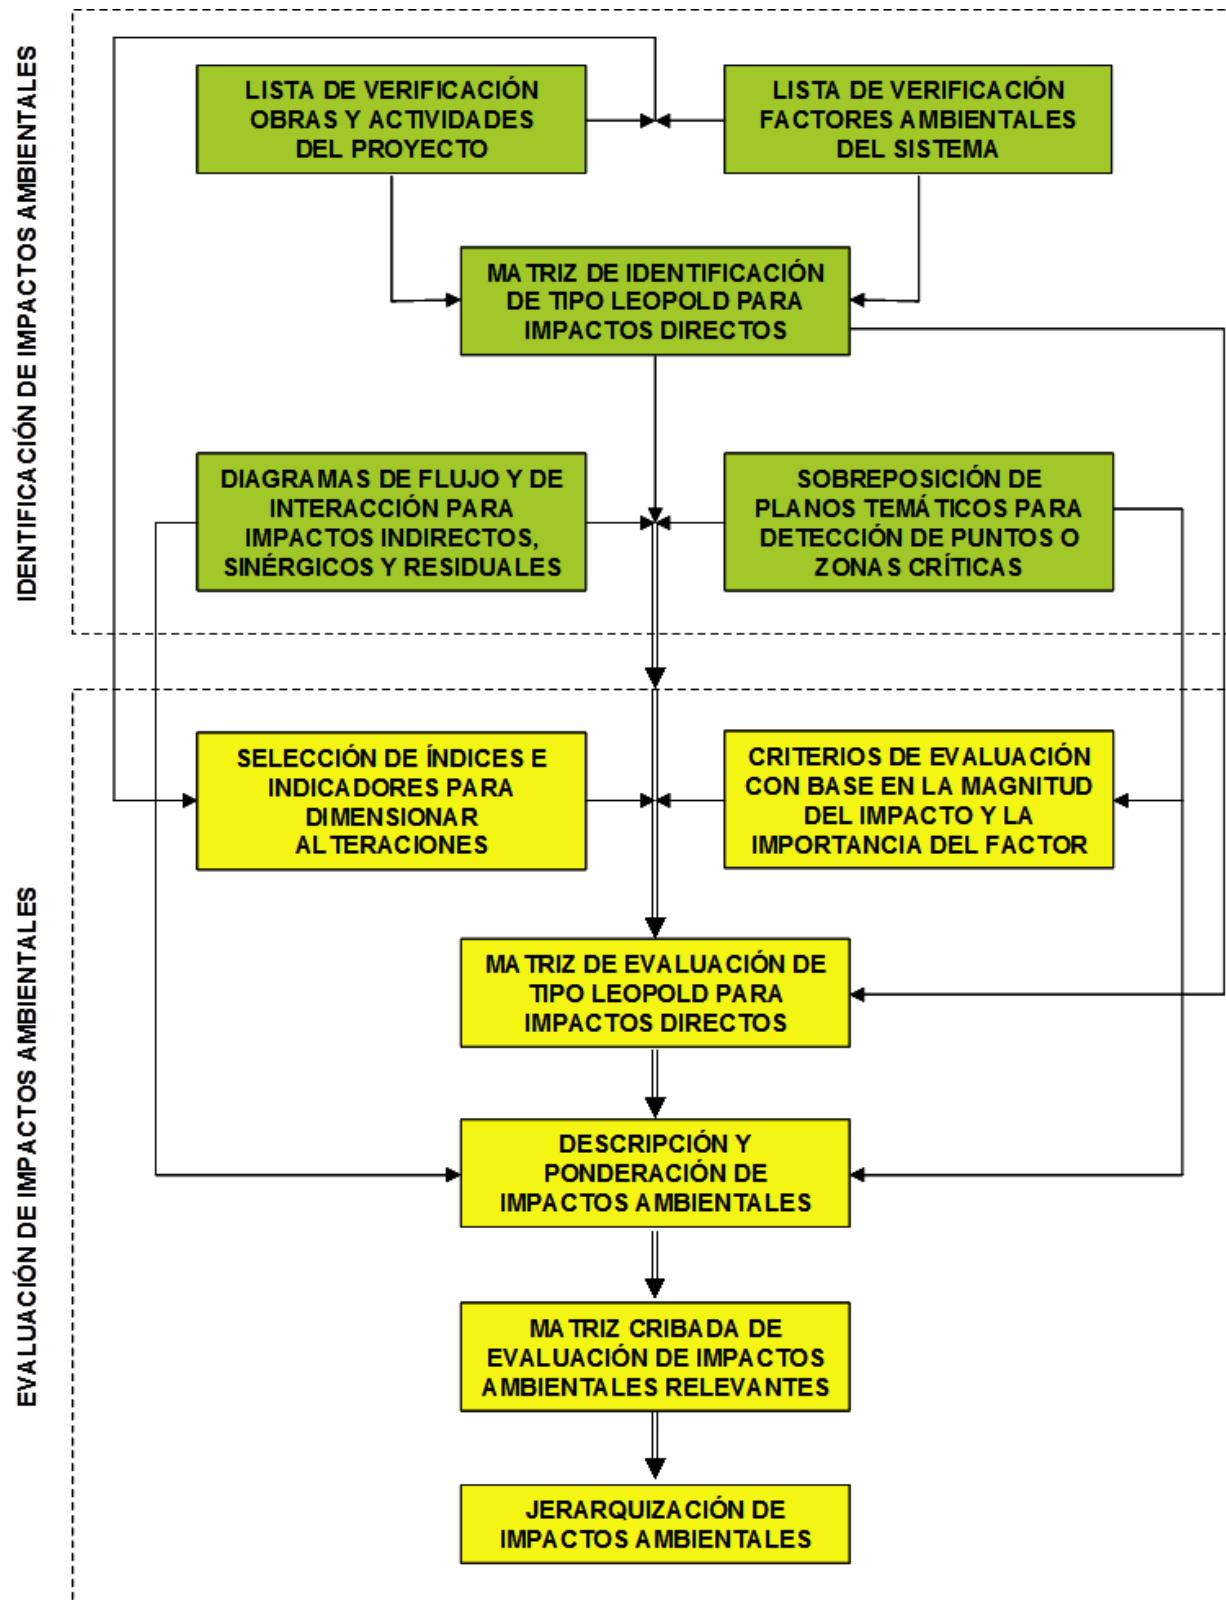 IDENTIFICACIÓN DE IMPACTOS AMBIENTALES
LISTA DE VERIFICACIÓN
OBRAS Y ACTIVIDADES
DEL PROYECTO
LISTA DE VERIFICACIÓN
FACTORES AMBIENTALES
DEL SISTEMA
MATRIZ DE IDENTIFICACIÓN
DE TIPO LEOPOLD PARA
IMPACTOS DIRECTOS
DIAGRAMAS DE FLUJO Y DE
INTERACCIÓN PARA
IMPACTOS INDIRECTOS,
SINÉRGICOS Y RESIDUALES
SOBREPOSICIÓN DE
PLANOS TEMÁTICOS PARA
DETECCIÓN DE PUNTOS O
ZONAS CRÍTICAS
EVALUACIÓN DE IMPACTOS AMBIENTALES
SELECCIÓN DE ÍNDICES E
INDICADORES PARA
DIMENSIONAR
ALTERACIONES
CRITERIOS DE EVALUACIÓN
CON BASE EN LA MAGNITUD
DEL IMPACTO Y LA
IMPORTANCIA DEL FACTOR
MATRIZ DE EVALUACIÓN DE
TIPO LEOPOLD PARA
IMPACTOS DIRECTOS
DESCRIPCIÓN Y
PONDERACIÓN DE
IMPACTOS AMBIENTALES
MATRIZ CRIBADA DE
EVALUACIÓN DE IMPACTOS
AMBIENTALES RELEVANTES
JERARQUIZACIÓN DE
IMPACTOS AMBIENTALES